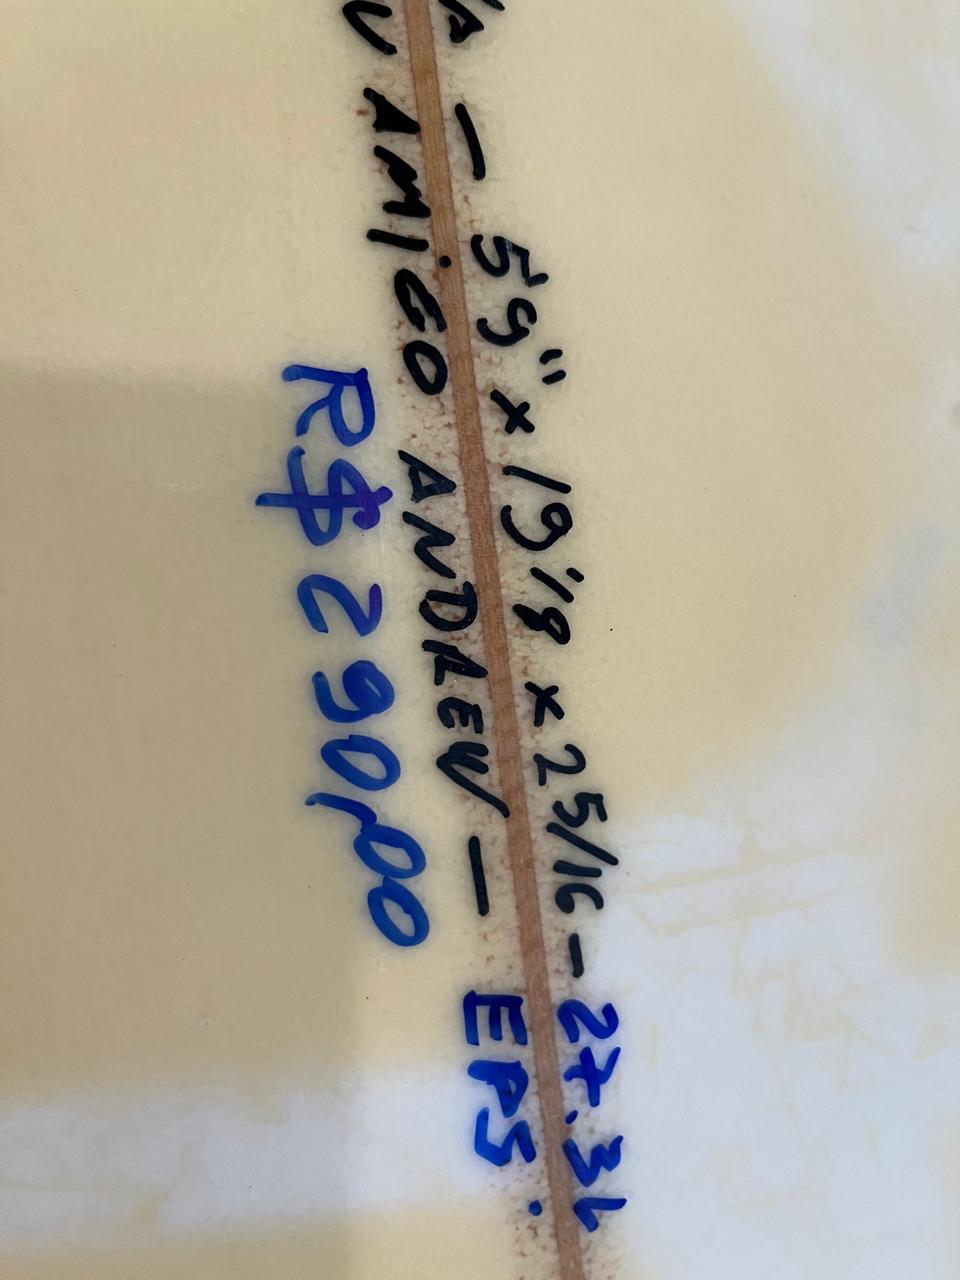 — 5'9" x 19 1/8 x 2 5/16 — 27.3L
AMIGO ANDREW — EPS.
R$ 290,00